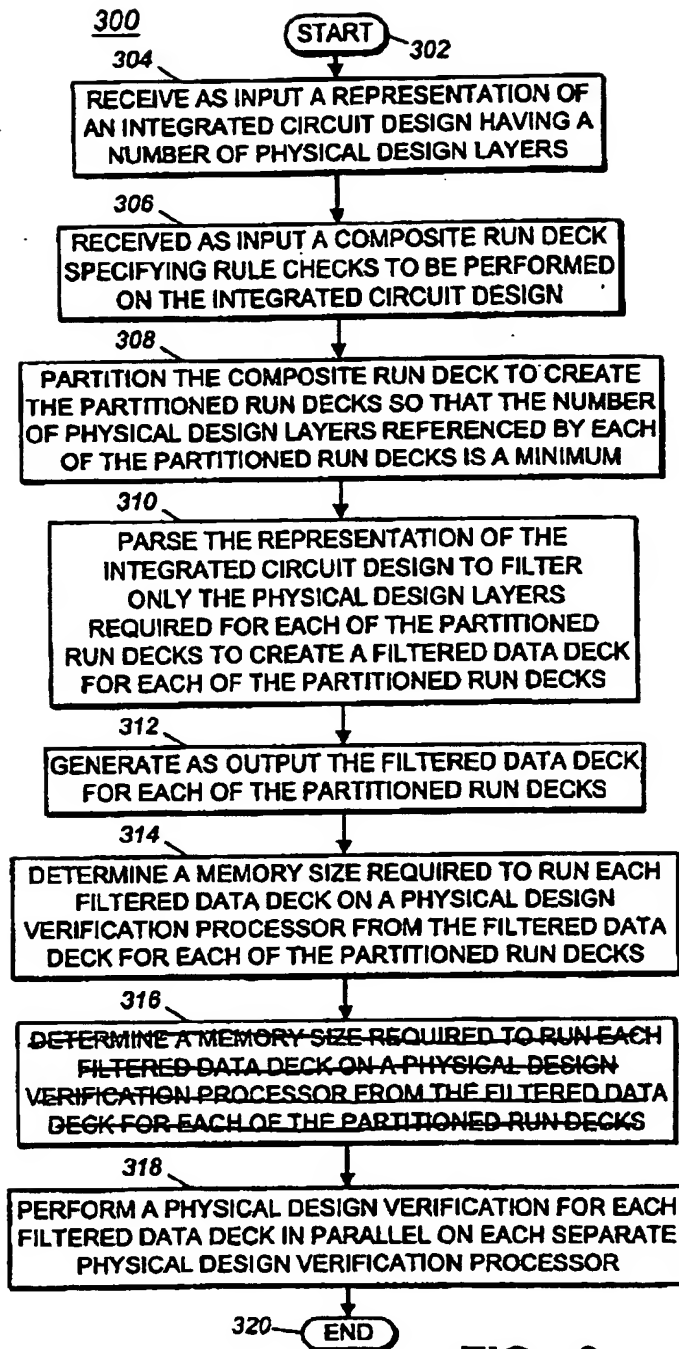 300
START
302
304
RECEIVE AS INPUT A REPRESENTATION OF
AN INTEGRATED CIRCUIT DESIGN HAVING A
NUMBER OF PHYSICAL DESIGN LAYERS
306
RECEIVED AS INPUT A COMPOSITE RUN DECK
SPECIFYING RULE CHECKS TO BE PERFORMED
ON THE INTEGRATED CIRCUIT DESIGN
308
PARTITION THE COMPOSITE RUN DECK TO CREATE
THE PARTITIONED RUN DECKS SO THAT THE NUMBER
OF PHYSICAL DESIGN LAYERS REFERENCED BY EACH
OF THE PARTITIONED RUN DECKS IS A MINIMUM
310
PARSE THE REPRESENTATION OF THE
INTEGRATED CIRCUIT DESIGN TO FILTER
ONLY THE PHYSICAL DESIGN LAYERS
REQUIRED FOR EACH OF THE PARTITIONED
RUN DECKS TO CREATE A FILTERED DATA DECK
FOR EACH OF THE PARTITIONED RUN DECKS
312
GENERATE AS OUTPUT THE FILTERED DATA DECK
FOR EACH OF THE PARTITIONED RUN DECKS
314
DETERMINE A MEMORY SIZE REQUIRED TO RUN EACH
FILTERED DATA DECK ON A PHYSICAL DESIGN
VERIFICATION PROCESSOR FROM THE FILTERED DATA
DECK FOR EACH OF THE PARTITIONED RUN DECKS
316
DETERMINE A MEMORY SIZE REQUIRED TO RUN EACH
FILTERED DATA DECK ON A PHYSICAL DESIGN
VERIFICATION PROCESSOR FROM THE FILTERED DATA
DECK FOR EACH OF THE PARTITIONED RUN DECKS
318
PERFORM A PHYSICAL DESIGN VERIFICATION FOR EACH
FILTERED DATA DECK IN PARALLEL ON EACH SEPARATE
PHYSICAL DESIGN VERIFICATION PROCESSOR
320
END